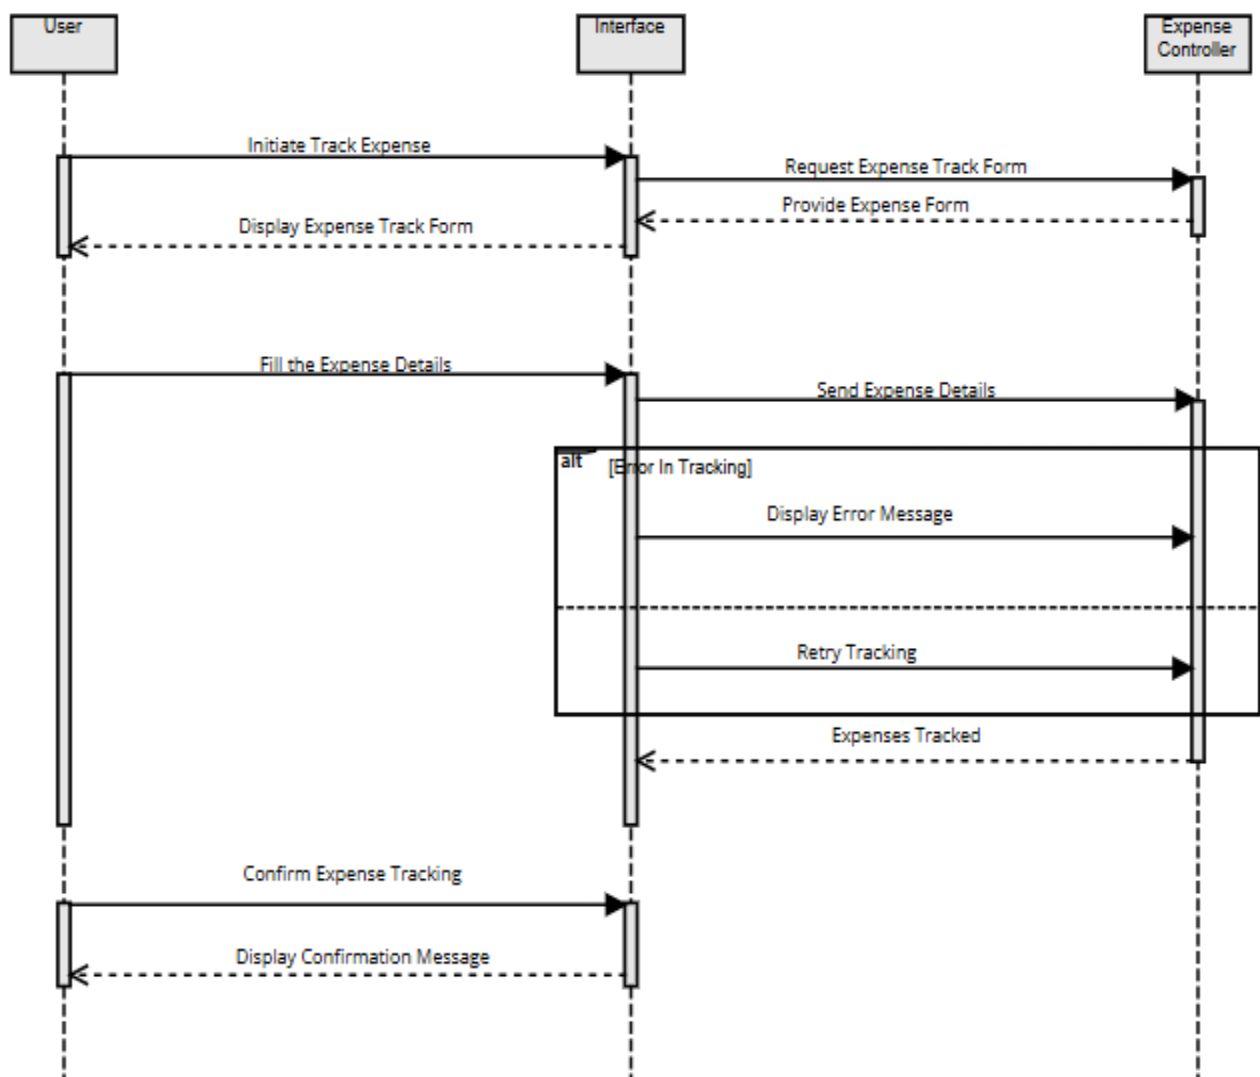 User
Interface
Expense
Controller
Initiate Track Expense
Request Expense Track Form
Provide Expense Form
Display Expense Track Form
Fill the Expense Details
Send Expense Details
alt
[Error In Tracking]
Display Error Message
Retry Tracking
Expenses Tracked
Confirm Expense Tracking
Display Confirmation Message